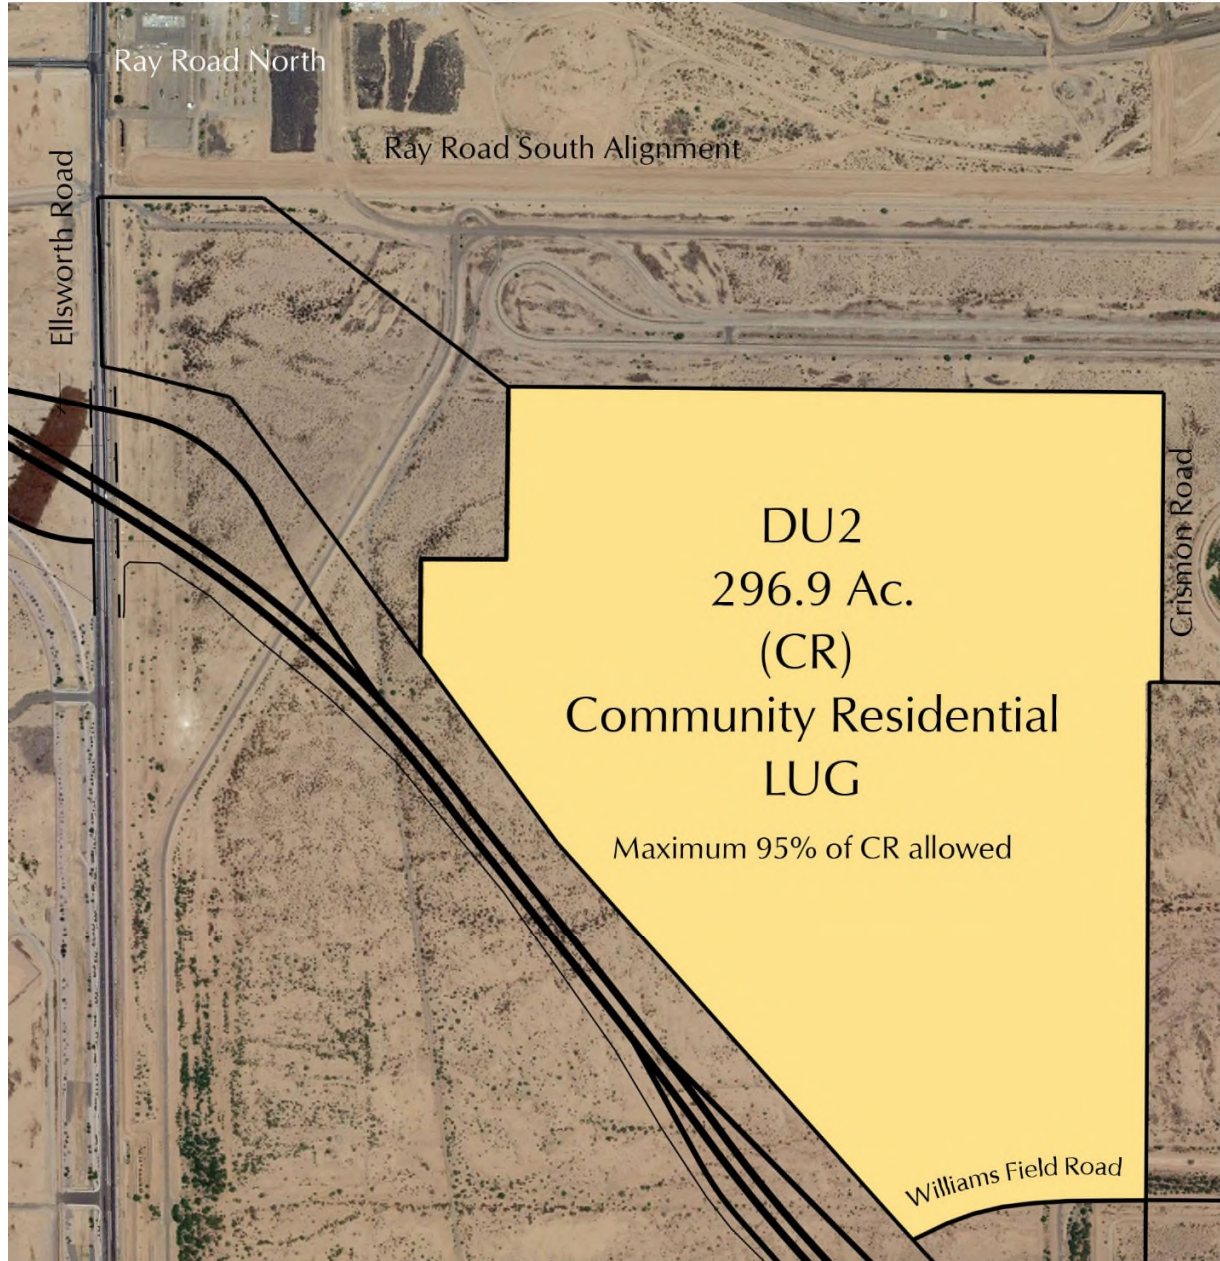 Ray Road North
Ray Road South Alignment
Ellsworth Road
DU2
296.9 Ac.
(CR)
Community Residential
LUG
Maximum 95% of CR allowed
Crismon Road
Williams Field Road